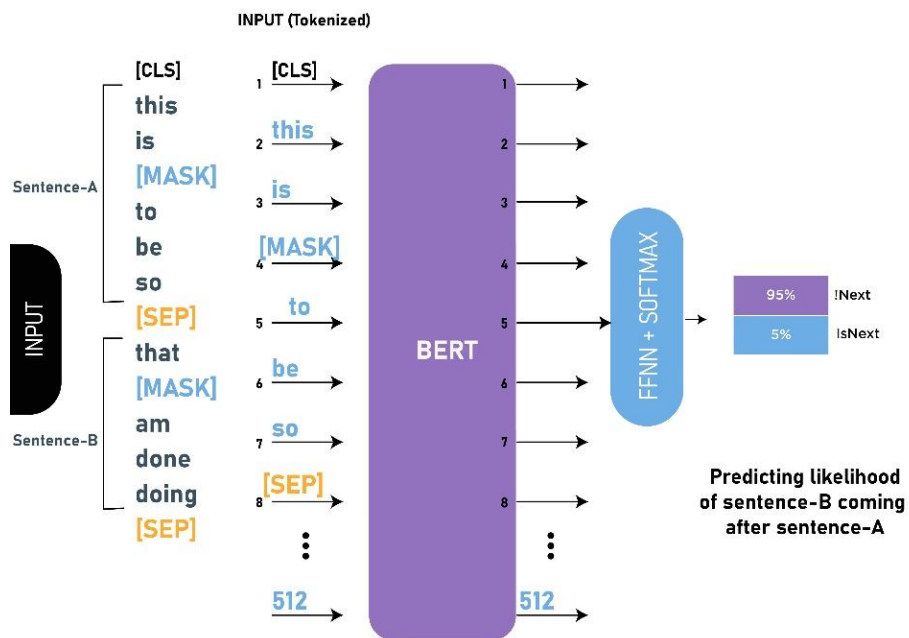 INPUT (Tokenized)
INPUT
Sentence-A
[CLS]
this
is
[MASK]
to
be
so
[SEP]
Sentence-B
that
[MASK]
am
done
doing
[SEP]
1 [CLS]
2 this
3 is
4 [MASK]
5 to
6 be
7 so
8 [SEP]
512
BERT
1
2
3
4
5
6
7
8
512
FFNN + SOFTMAX
95% !Next
5% IsNext
Predicting likelihood
of sentence-B coming
after sentence-A